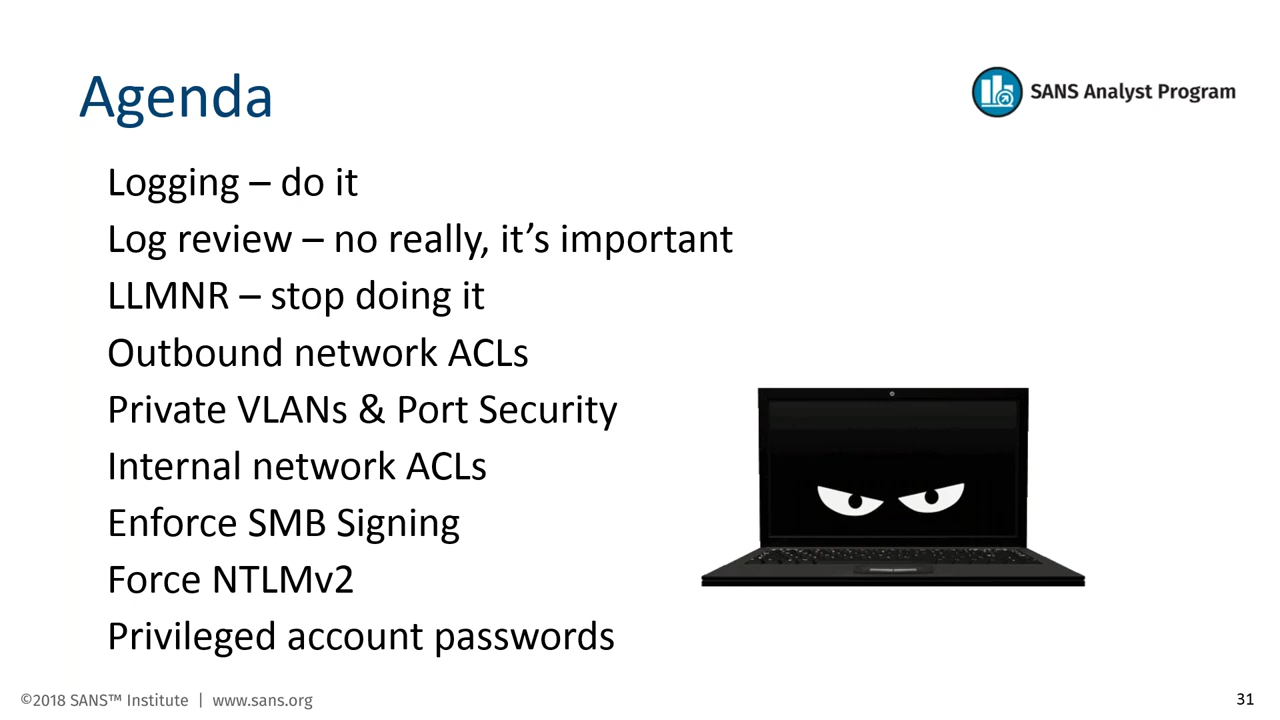 Agenda
SANS Analyst Program
Logging – do it
Log review – no really, it’s important
LLMNR – stop doing it
Outbound network ACLs
Private VLANs & Port Security
Internal network ACLs
Enforce SMB Signing
Force NTLMv2
Privileged account passwords
©2018 SANS™ Institute | www.sans.org
31